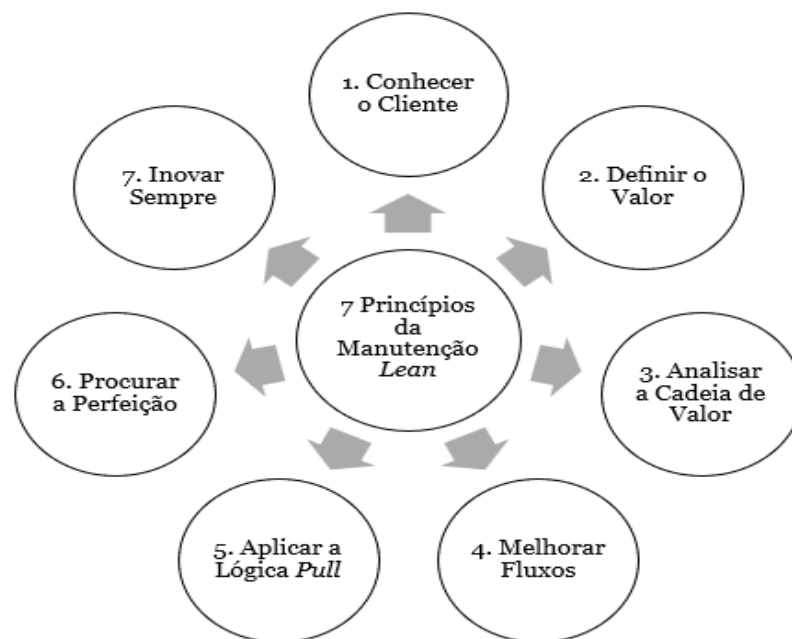 1. Conhecer
o Cliente
2. Definir o
Valor
3. Analisar
a Cadeia de
Valor
4. Melhorar
Fluxos
5. Aplicar a
Lógica Pull
6. Procurar
a Perfeição
7. Inovar
Sempre
7 Princípios
da
Manutenção
Lean